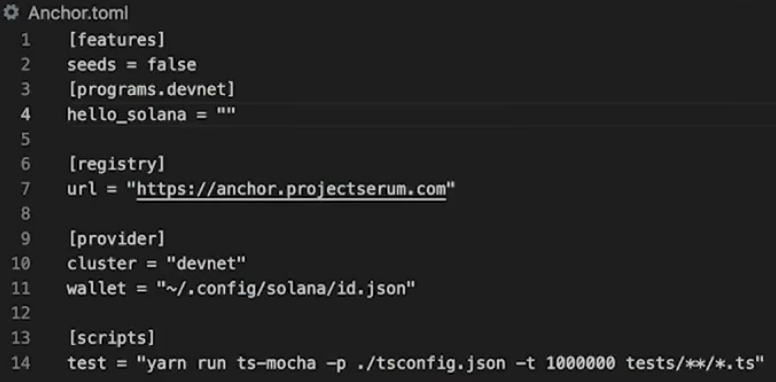 Anchor.toml
1 [features]
2 seeds = false
3 [programs.devnet]
4 hello_solana = ""
5
6 [registry]
7 url = "https://anchor.projectserum.com"
8
9 [provider]
10 cluster = "devnet"
11 wallet = "~/.config/solana/id.json"
12
13 [scripts]
14 test = "yarn run ts-mocha -p ./tsconfig.json -t 1000000 tests/**/*.ts"